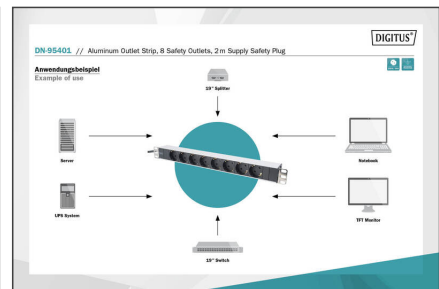 DIGITUS®
DN-95401 // Aluminum Outlet Strip, 8 Safety Outlets, 2 m Supply Safety Plug
Anwendungsbeispiel
Example of use
19" Splitter
Server
Notebook
UPS System
TFT Monitor
19" Switch